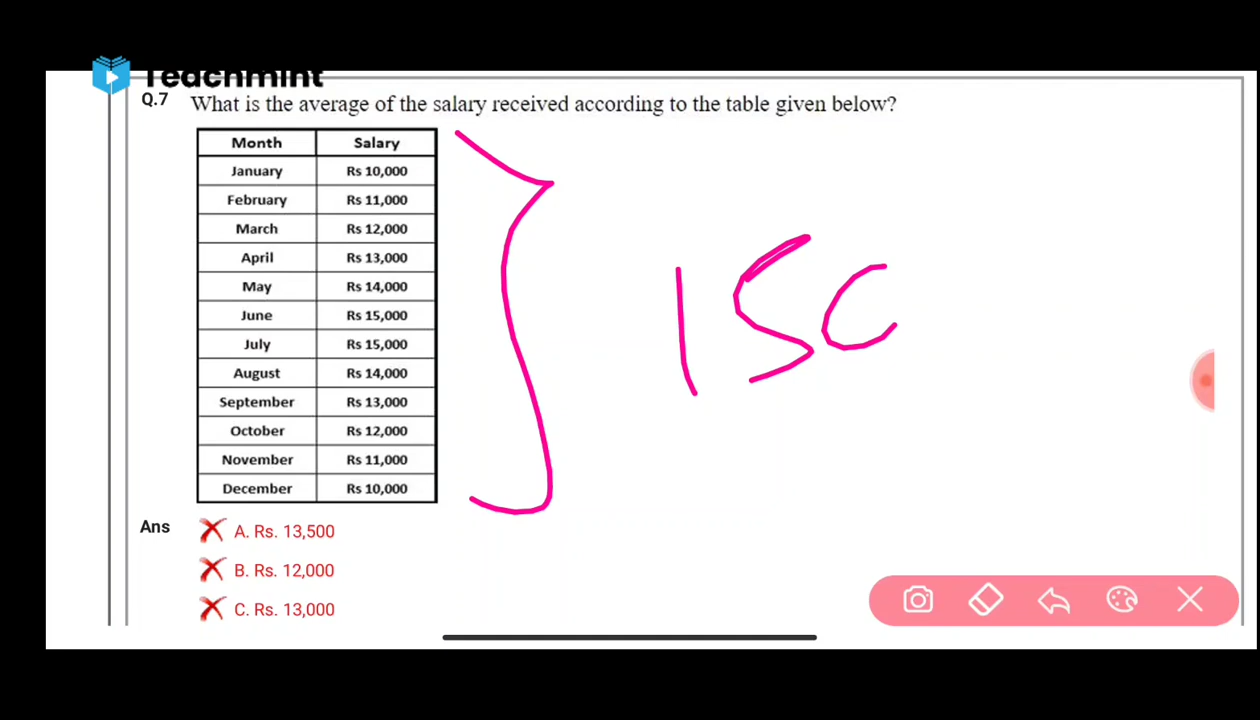 Teachmint
Q.7 What is the average of the salary received according to the table given below?
Month Salary
January Rs 10,000
February Rs 11,000
March Rs 12,000
April Rs 13,000
May Rs 14,000
June Rs 15,000
July Rs 15,000
August Rs 14,000
September Rs 13,000
October Rs 12,000
November Rs 11,000
December Rs 10,000
Ans A. Rs. 13,500
B. Rs. 12,000
C. Rs. 13,000